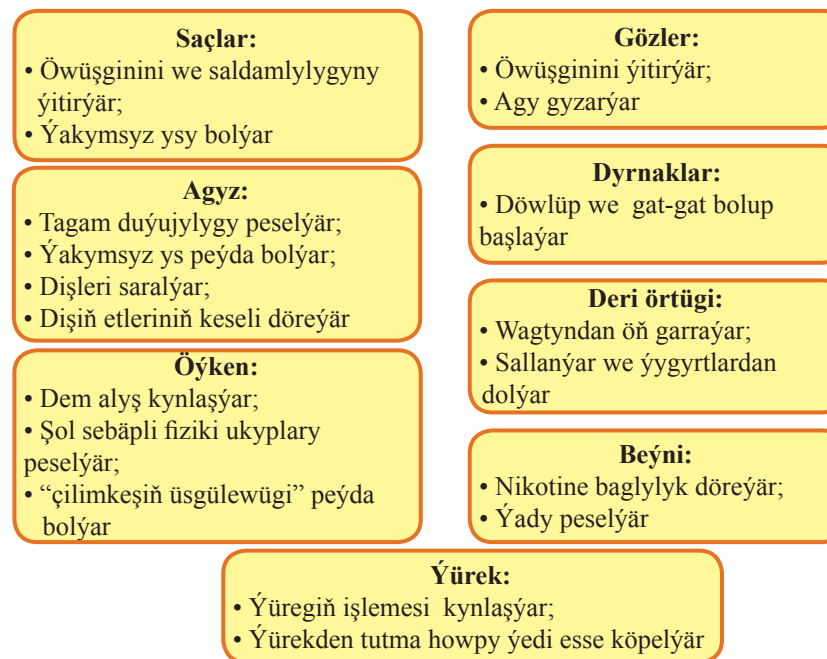 Saçlar:
• Öwüşginini we saldamlylygyny
ýitirýär;
• Ýakymsyz ysy bolýar
Agyz:
• Tagam duýujylygy peselýär;
• Ýakymsyz ys peýda bolýar;
• Dişleri saralýar;
• Dişiň etleriniň keseli döreýär
Öýken:
• Dem alyş kynlaşýar;
• Şol sebäpli fiziki ukyplary
peselýär;
• “çilimkeşiň üsgülewügi” peýda
bolýar
Gözler:
• Öwüşginini ýitirýär;
• Agy gyzarýar
Dyrnaklar:
• Döwlüp we gat-gat bolup
başlaýar
Deri örtügi:
• Wagtyndan öň garraýar;
• Sallanýar we ýygyrtlardan
dolýar
Beýni:
• Nikotine baglylyk döreýär;
• Ýady peselýär
Ýürek:
• Ýüregiň işlemesi kynlaşýar;
• Ýürekden tutma howpy ýedi esse köpelýär